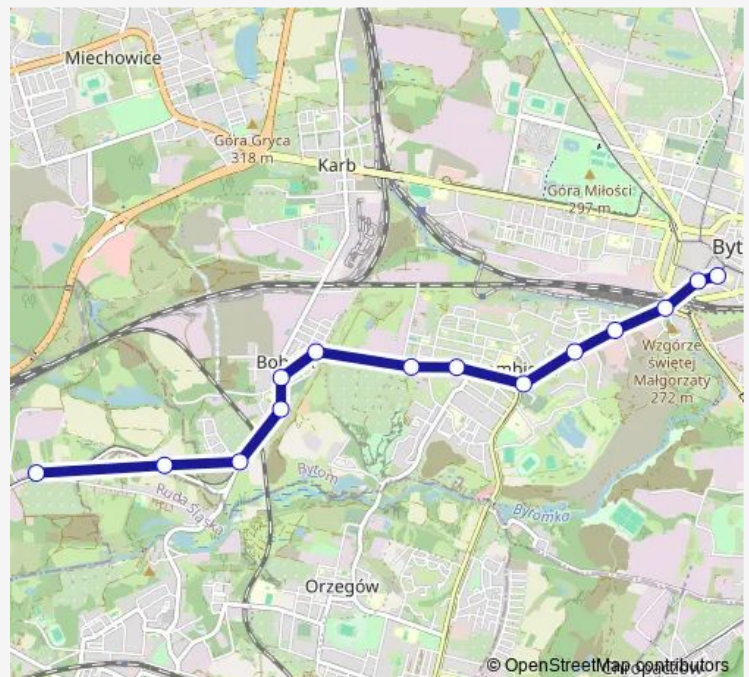 Miechowice
Góra Gryca
318 m
Karb
Góra Miłości
297 m
Byt
Wzgórze
świętej
Małgorzaty
272 m
Ruda Śląska
Bytom
Bytomka
Orzegów
© OpenStreetMap contributors